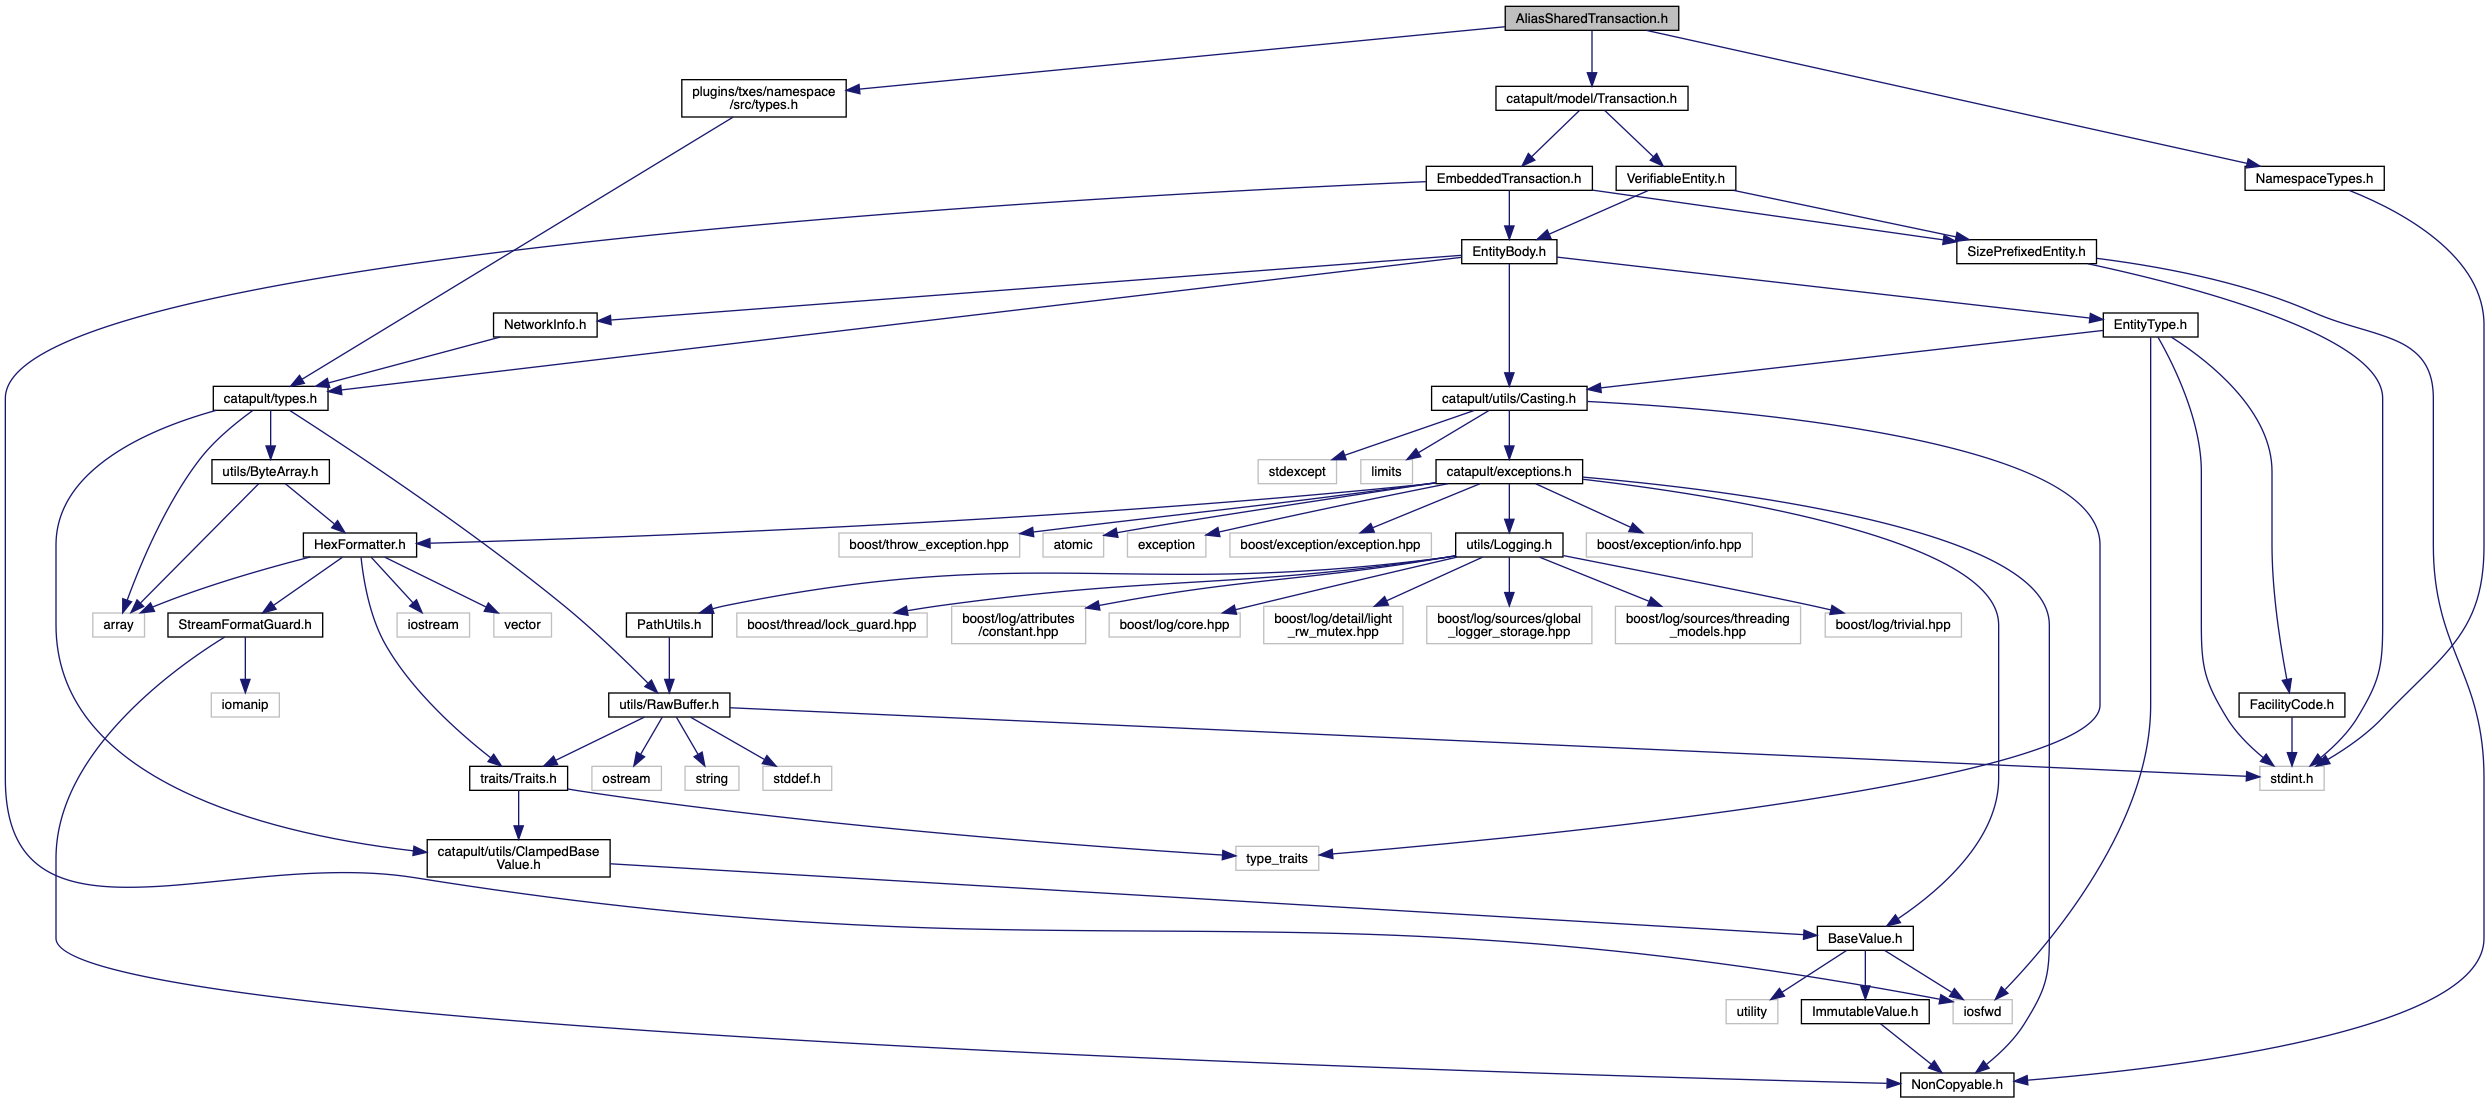 AliasSharedTransaction.h
plugins/txes/namespace
/src/types.h
catapult/model/Transaction.h
EmbeddedTransaction.h
VerifiableEntity.h
NamespaceTypes.h
EntityBody.h
SizePrefixedEntity.h
NetworkInfo.h
EntityType.h
catapult/types.h
catapult/utils/Casting.h
utils/ByteArray.h
stdexcept
limits
catapult/exceptions.h
HexFormatter.h
boost/throw_exception.hpp
atomic
exception
boost/exception/exception.hpp
utils/Logging.h
boost/exception/info.hpp
array
StreamFormatGuard.h
iostream
vector
PathUtils.h
boost/thread/lock_guard.hpp
boost/log/attributes
/constant.hpp
boost/log/core.hpp
boost/log/detail/light
_rw_mutex.hpp
boost/log/sources/global
_logger_storage.hpp
boost/log/sources/threading
_models.hpp
boost/log/trivial.hpp
iomanip
utils/RawBuffer.h
FacilityCode.h
traits/Traits.h
ostream
string
stddef.h
stdint.h
catapult/utils/ClampedBase
Value.h
type_traits
BaseValue.h
utility
ImmutableValue.h
iosfwd
NonCopyable.h